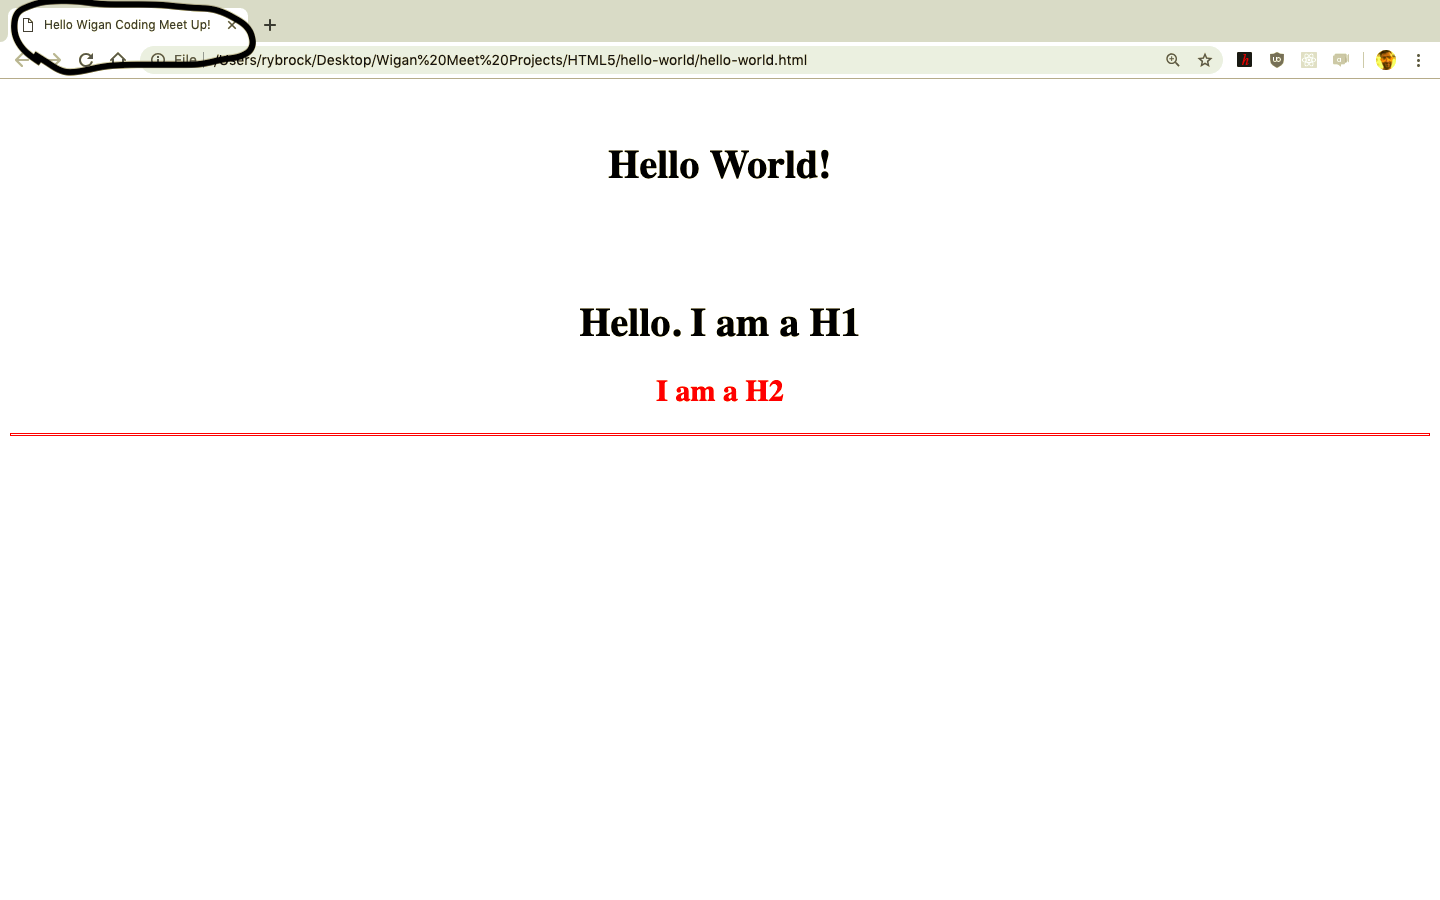 Hello Wigan Coding Meet Up!
File /Users/rybrock/Desktop/Wigan%20Meet%20Projects/HTML5/hello-world/hello-world.html
Hello World!
Hello. I am a H1
I am a H2